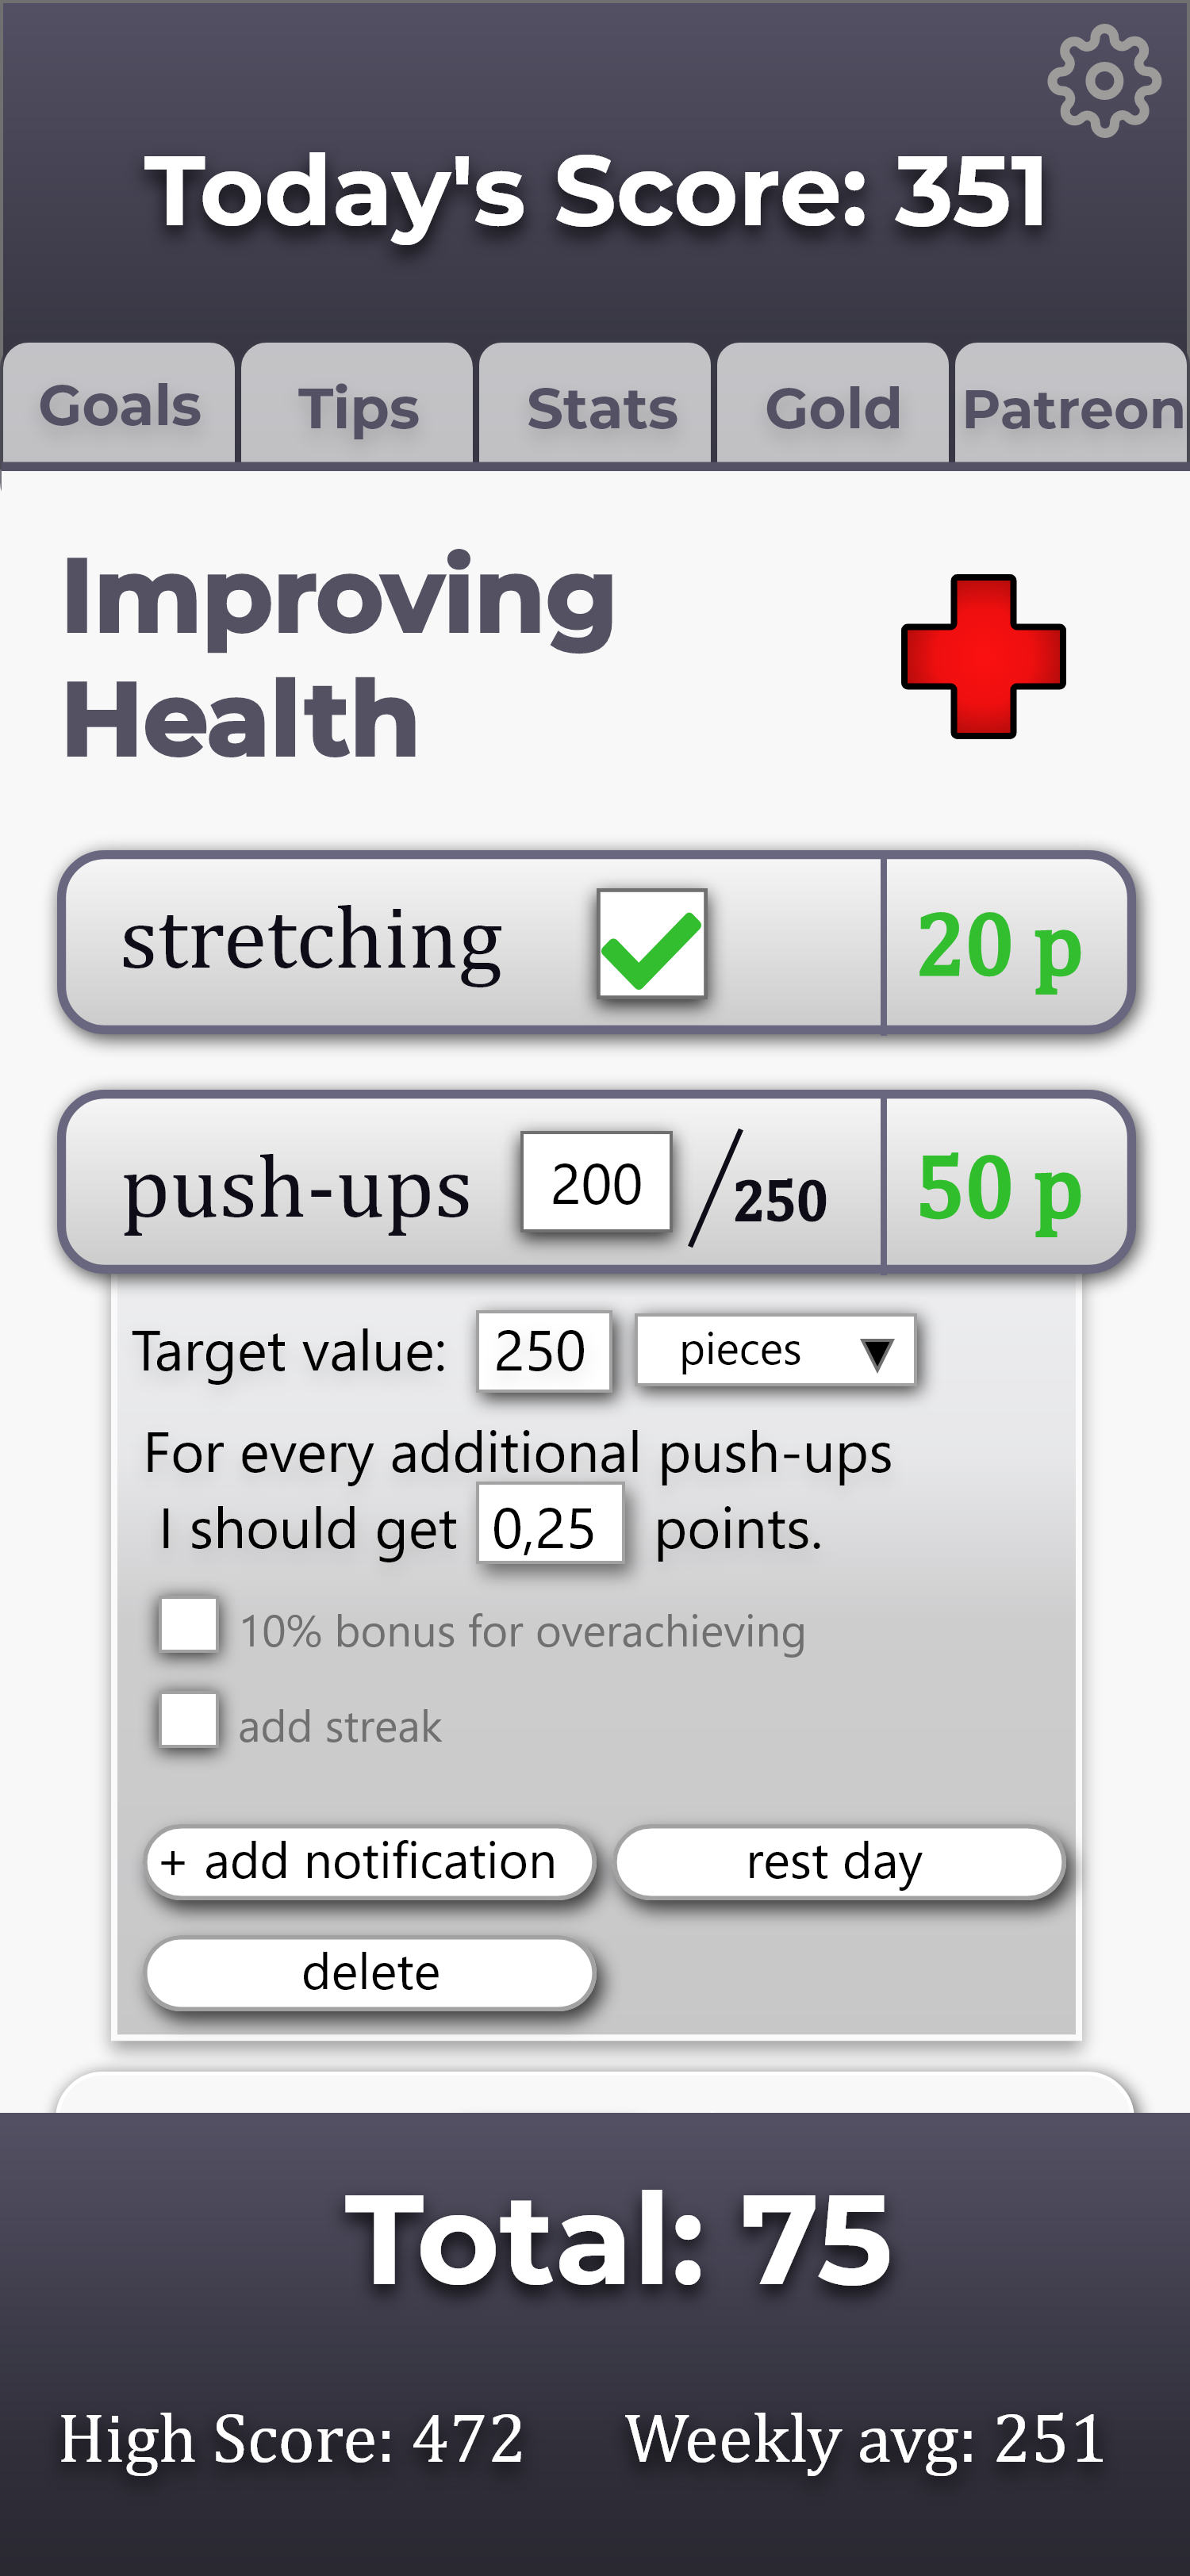 Today's Score: 351
Goals Tips Stats Gold Patreon
Improving
Health
stretching 20 p
push-ups 200 /250 50 p
Target value: 250 pieces ▼
For every additional push-ups
I should get 0,25 points.
10% bonus for overachieving
add streak
+ add notification rest day
delete
Total: 75
High Score: 472 Weekly avg: 251